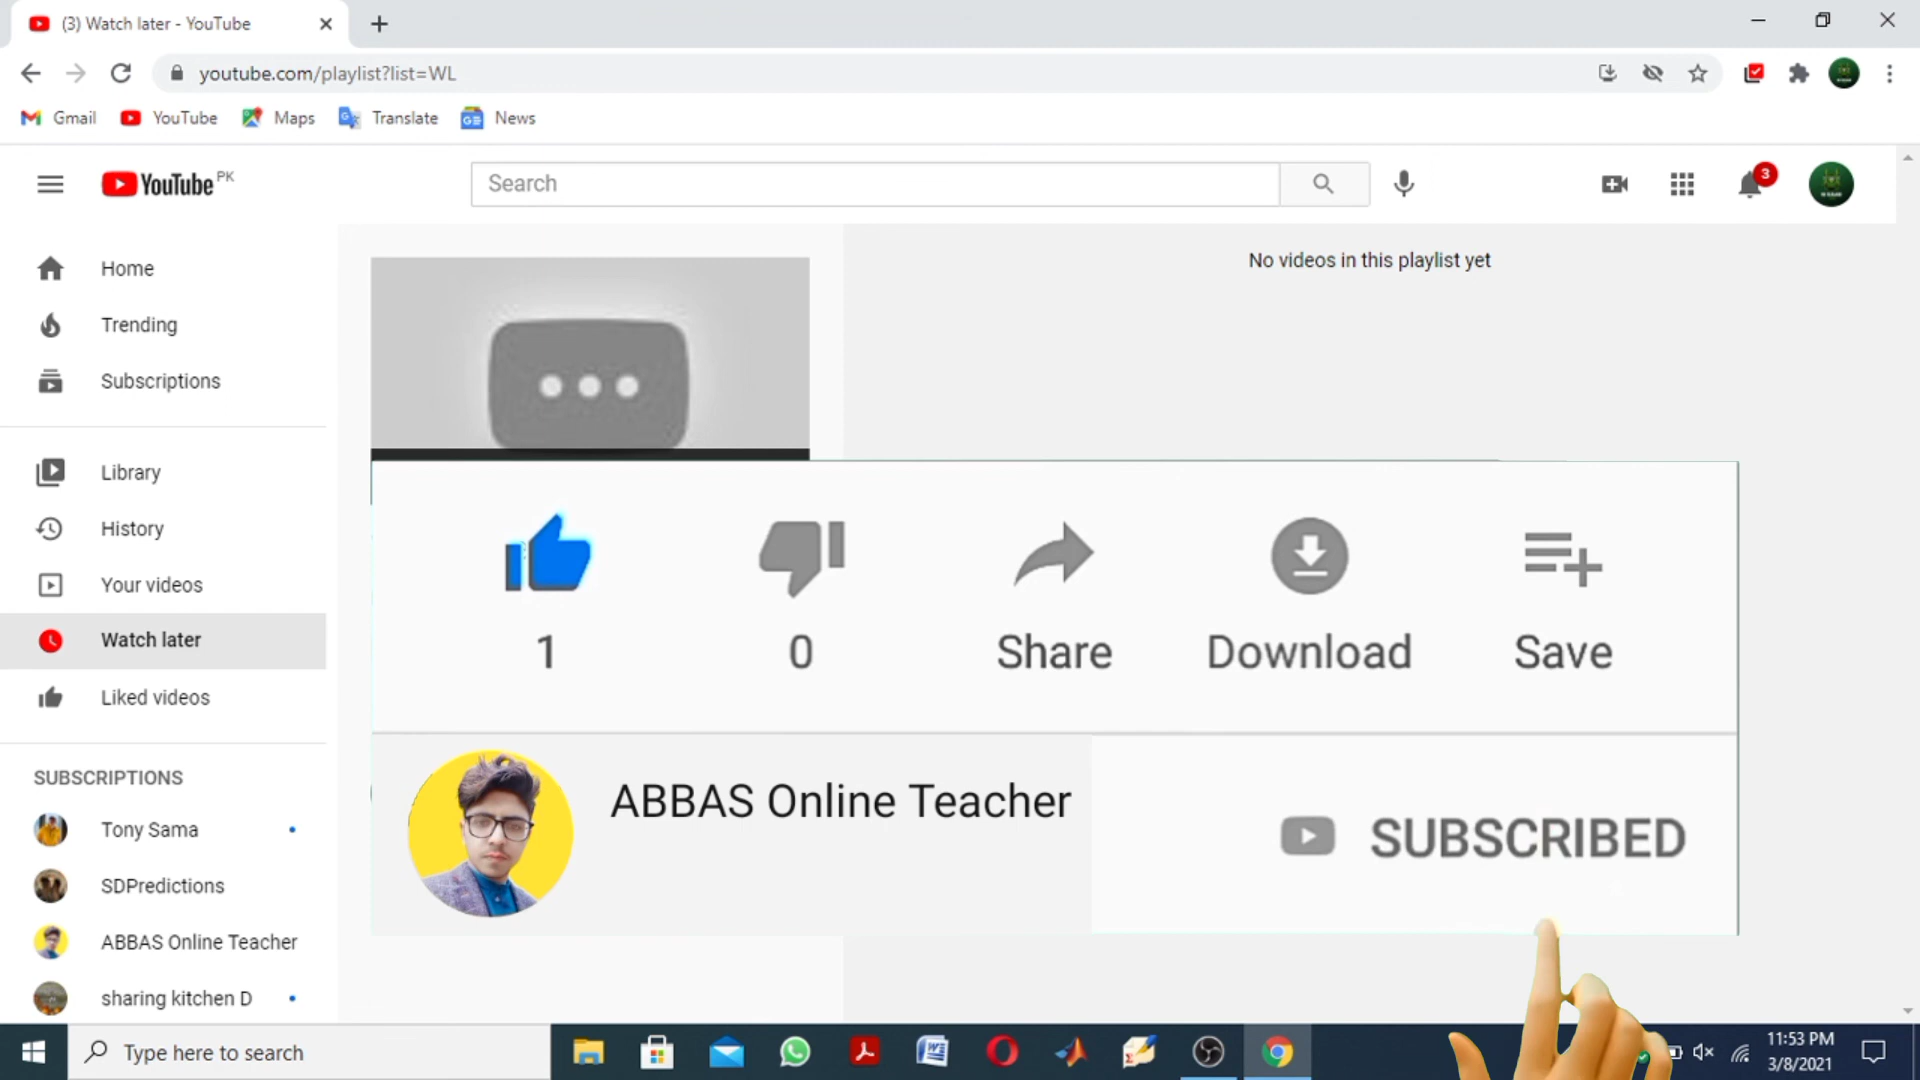 (3) Watch later - YouTube
youtube.com/playlist?list=WL
Gmail YouTube Maps Translate News
YouTube PK
Search
3
Home
Trending
Subscriptions
Library
History
Your videos
Watch later
Liked videos
SUBSCRIPTIONS
Tony Sama
SDPredictions
ABBAS Online Teacher
sharing kitchen D
No videos in this playlist yet
1 0 Share Download Save
ABBAS Online Teacher
SUBSCRIBED
Type here to search
11:53 PM
3/8/2021